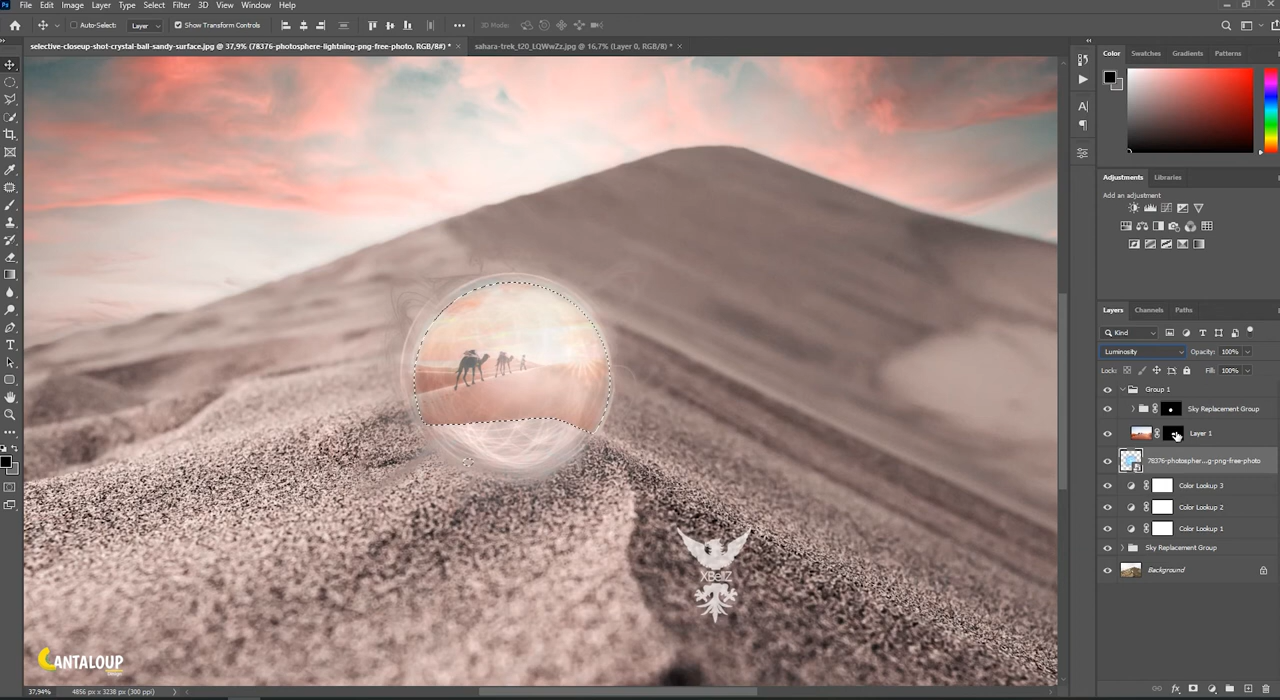 Ps File Edit Image Layer Type Select Filter 3D View Window Help
Auto-Select: Layer Show Transform Controls 3D Mode:
selective-closeup-shot-crystal-ball-sandy-surface.jpg @ 37,9% (78376-photosphere-lightning-png-free-photo, RGB/8#) * ×
sahara-trek_t20_LQWwZz.jpg @ 16,7% (Layer 0, RGB/8) * ×
Color Swatches Gradients Patterns
Adjustments Libraries
Add an adjustment
Layers Channels Paths
Kind
Luminosity Opacity: 100%
Lock: Fill: 100%
Group 1
Sky Replacement Group
Layer 1
78376-photospher...g-png-free-photo
Color Lookup 3
Color Lookup 2
Color Lookup 1
Sky Replacement Group
Background
XBellZ
CANTALOUP
37,94% 4856 px x 3238 px (300 ppi)